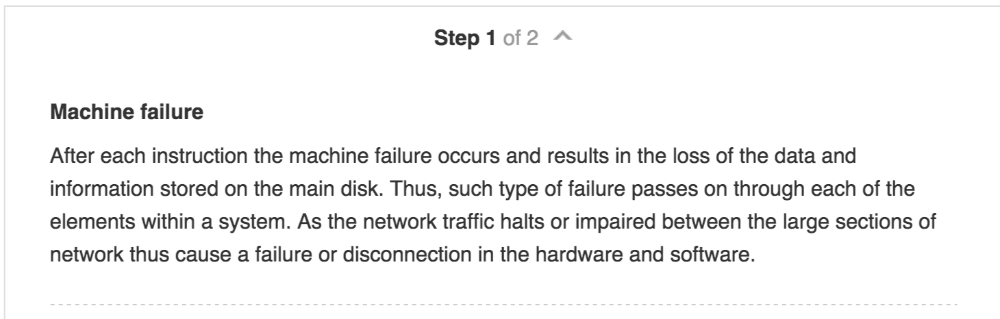 Step 1 of 2
Machine failure
After each instruction the machine failure occurs and results in the loss of the data and
information stored on the main disk. Thus, such type of failure passes on through each of the
elements within a system. As the network traffic halts or impaired between the large sections of
network thus cause a failure or disconnection in the hardware and software.